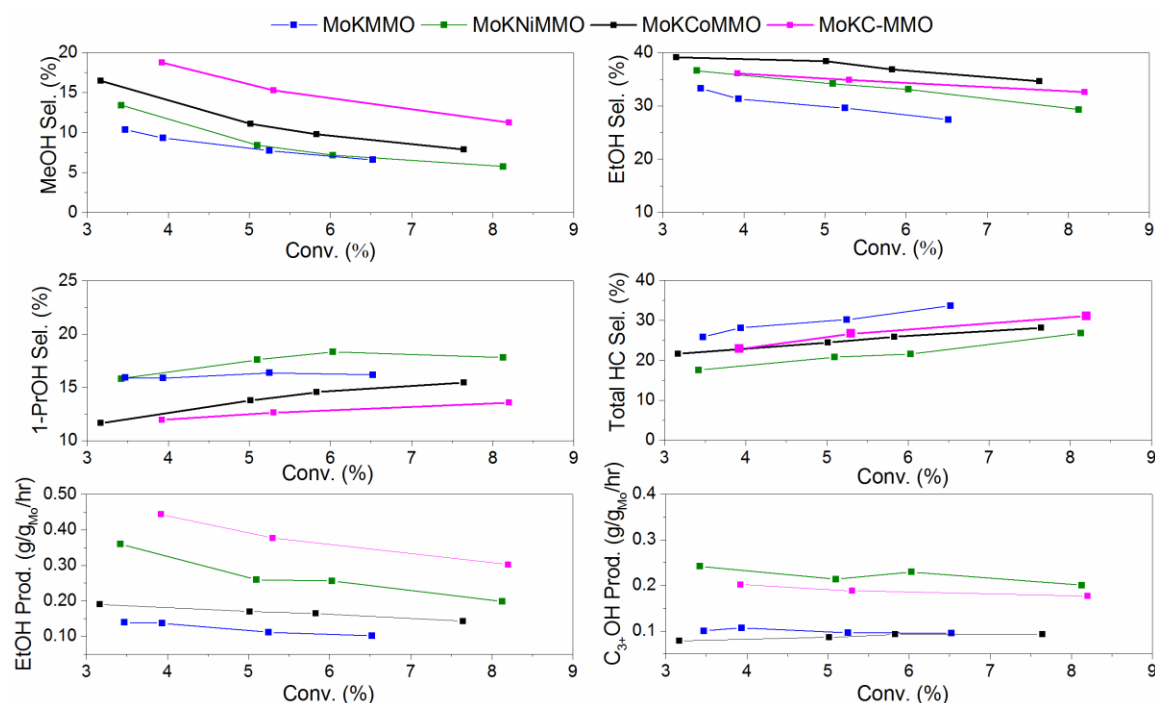 MoKMMO MoKNiMMO MoKCoMMO MoKC-MMO
MeOH Sel. (%)
20
15
10
5
0
3 4 5 6 7 8 9
Conv. (%)
EtOH Sel. (%)
40
30
20
10
3 4 5 6 7 8 9
Conv. (%)
1-PrOH Sel. (%)
25
20
15
10
3 4 5 6 7 8 9
Conv. (%)
Total HC Sel. (%)
40
30
20
10
0
3 4 5 6 7 8 9
Conv. (%)
EtOH Prod. (g/gMo/hr)
0.50
0.40
0.30
0.20
0.10
3 4 5 6 7 8 9
Conv. (%)
C3+OH Prod. (g/gMo/hr)
0.4
0.3
0.2
0.1
3 4 5 6 7 8 9
Conv. (%)